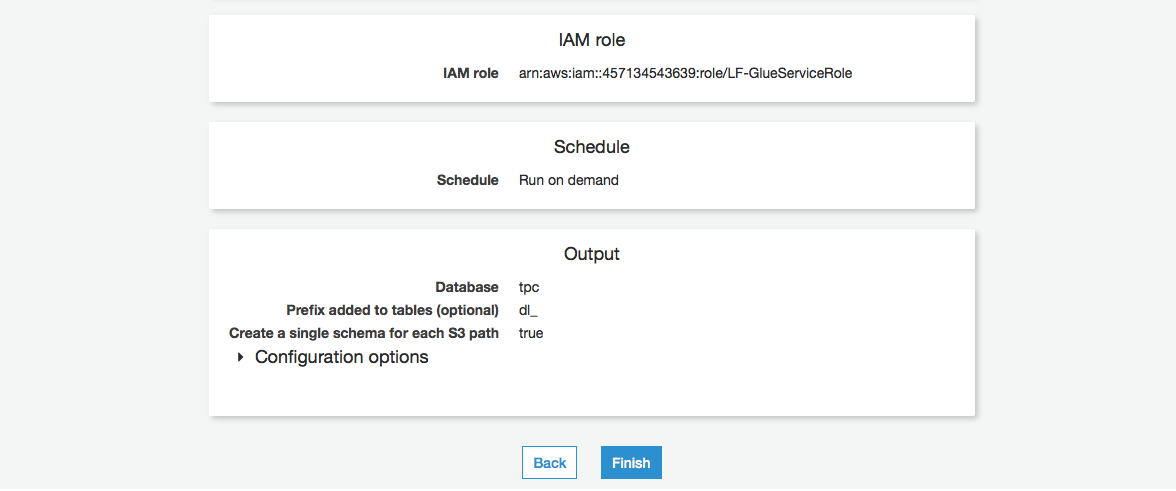 IAM role
IAM role arn:aws:iam::457134543639:role/LF-GlueServiceRole
Schedule
Schedule Run on demand
Output
Database tpc
Prefix added to tables (optional) dl_
Create a single schema for each S3 path true
Configuration options
Back Finish